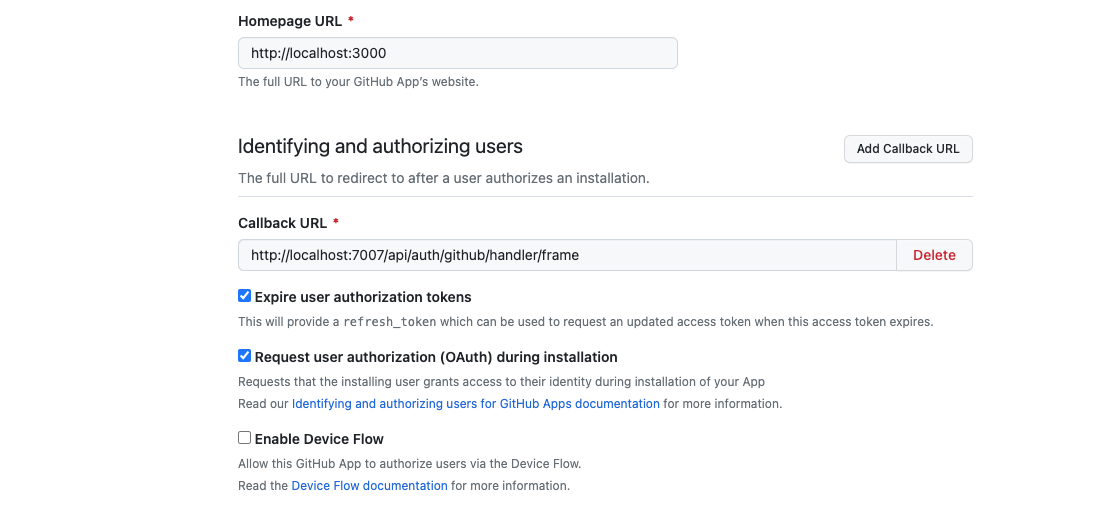 Homepage URL *
http://localhost:3000
The full URL to your GitHub App's website.
Identifying and authorizing users
Add Callback URL
The full URL to redirect to after a user authorizes an installation.
Callback URL *
http://localhost:7007/api/auth/github/handler/frame
Delete
Expire user authorization tokens
This will provide a refresh_token which can be used to request an updated access token when this access token expires.
Request user authorization (OAuth) during installation
Requests that the installing user grants access to their identity during installation of your App
Read our Identifying and authorizing users for GitHub Apps documentation for more information.
Enable Device Flow
Allow this GitHub App to authorize users via the Device Flow.
Read the Device Flow documentation for more information.